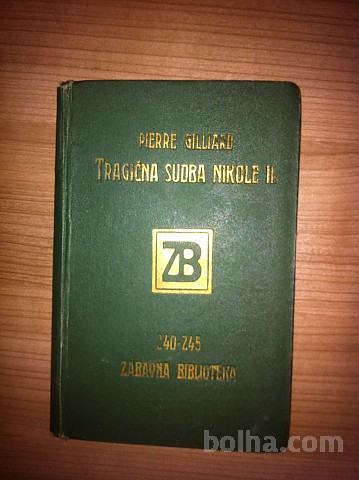 PIERRE GILLIARD
TRAGIČNA SUDBA NIKOLE II.
ZB
240-245
ZABAVNA BIBLIOTEKA
bolha.com